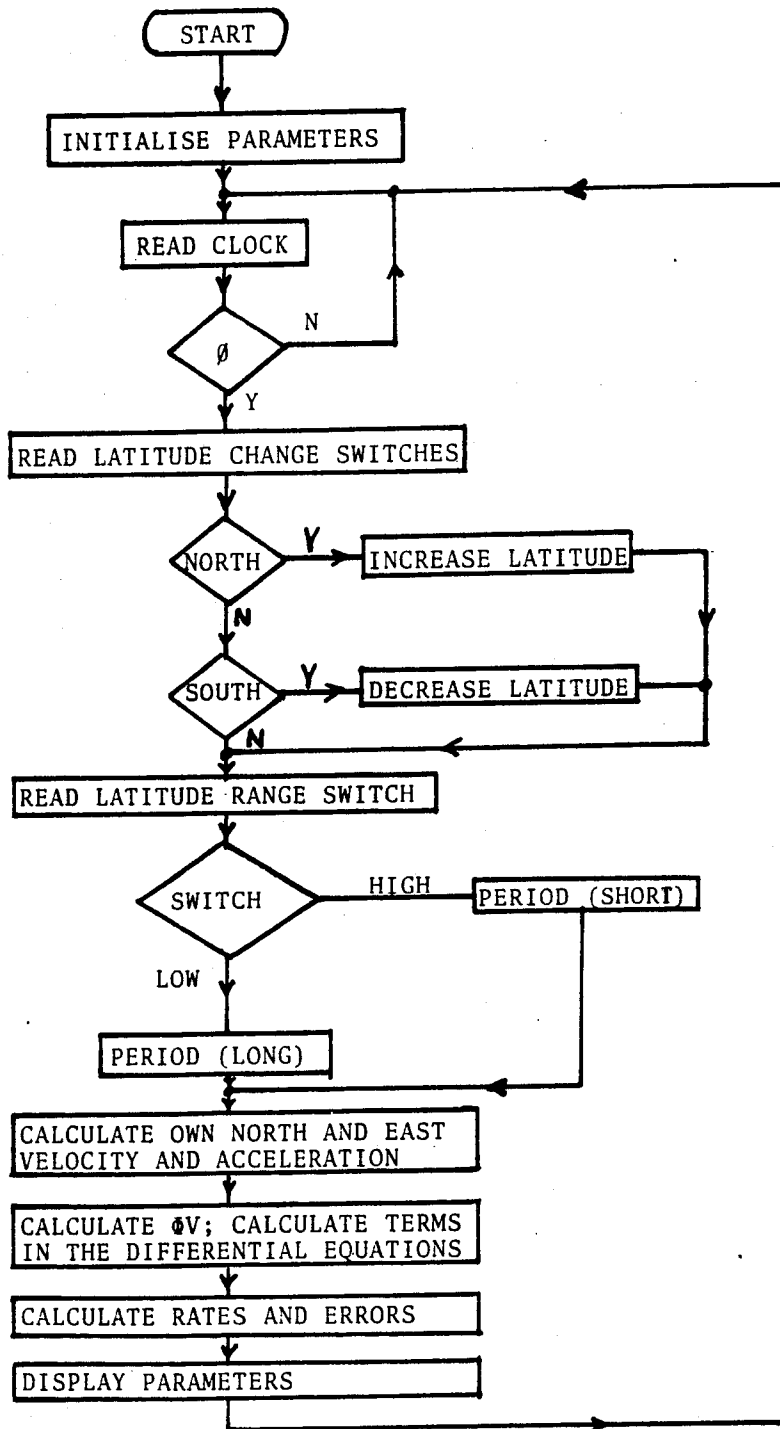 START
INITIALISE PARAMETERS
READ CLOCK
N
Ø
Y
READ LATITUDE CHANGE SWITCHES
NORTH
Y
INCREASE LATITUDE
N
SOUTH
Y
DECREASE LATITUDE
N
READ LATITUDE RANGE SWITCH
SWITCH
HIGH
PERIOD (SHORT)
LOW
PERIOD (LONG)
CALCULATE OWN NORTH AND EAST
VELOCITY AND ACCELERATION
CALCULATE ΦV; CALCULATE TERMS
IN THE DIFFERENTIAL EQUATIONS
CALCULATE RATES AND ERRORS
DISPLAY PARAMETERS